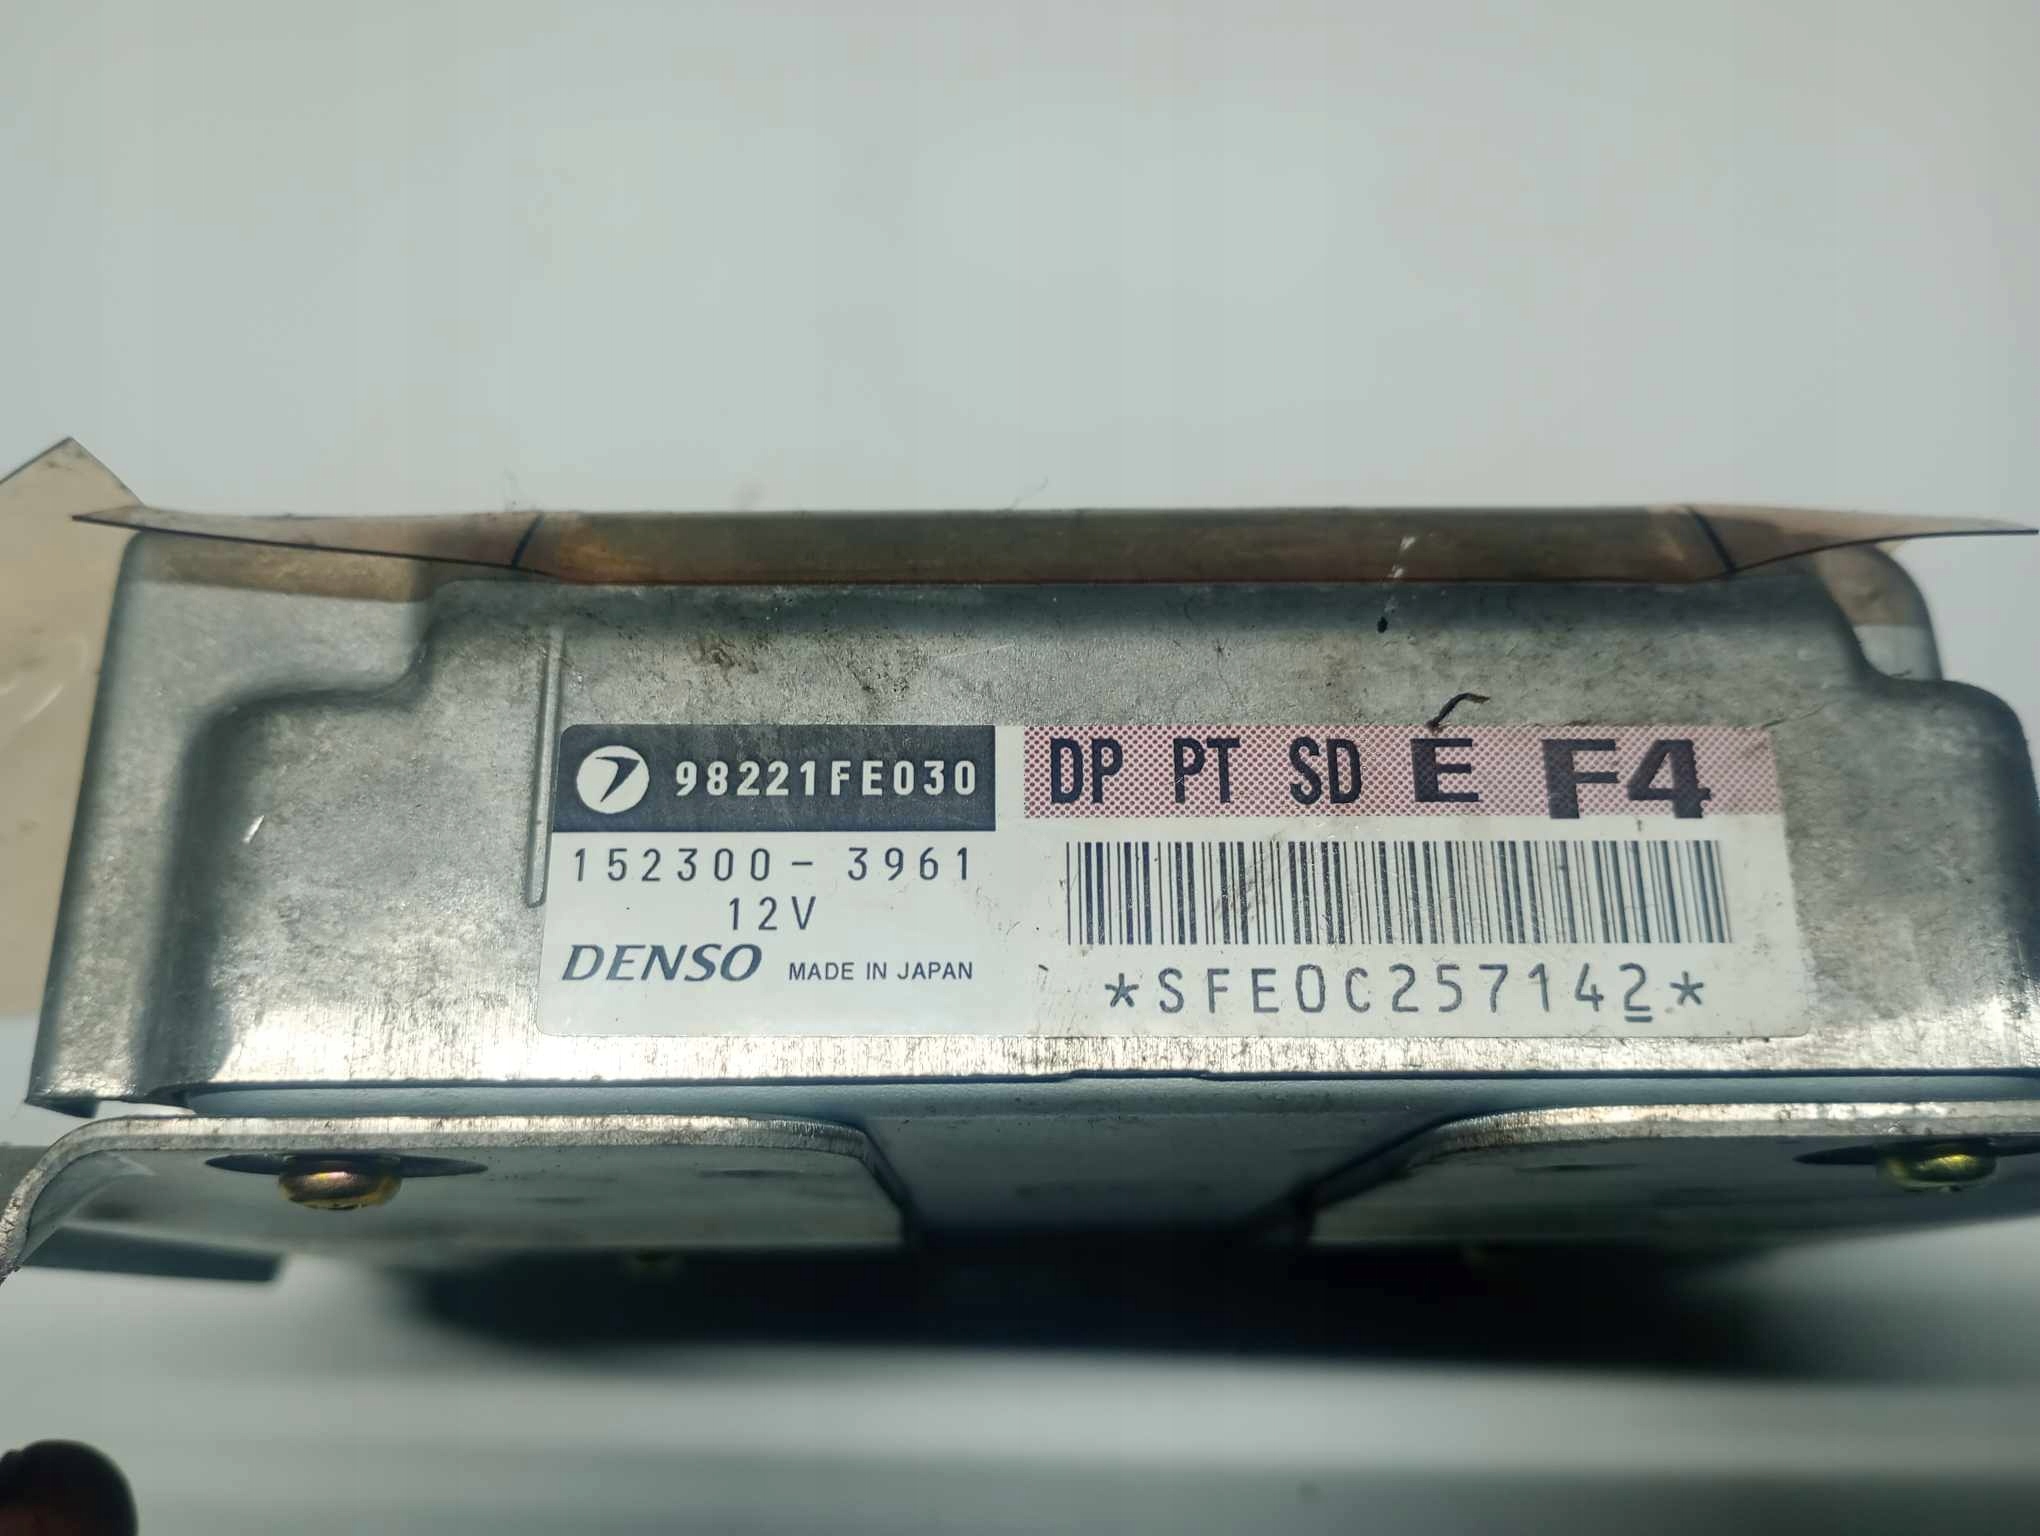 98221FE030
DP PT SD E F4
152300-3961
12V
DENSO MADE IN JAPAN
*SFE0C257142*